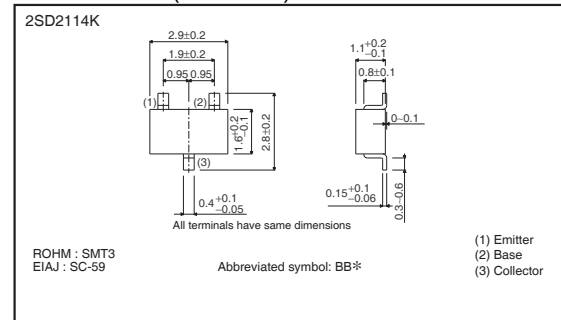 2SD2114K
2.9±0.2
1.9±0.2
0.95 0.95
(1) (2)
(3)
1.6+0.2 −0.1
2.8±0.2
0.4+0.1 −0.05
All terminals have same dimensions
1.1+0.2 −0.1
0.8±0.1
0~0.1
0.15+0.1 −0.06
0.3~0.6
ROHM : SMT3
EIAJ : SC-59
Abbreviated symbol: BB*
(1) Emitter
(2) Base
(3) Collector